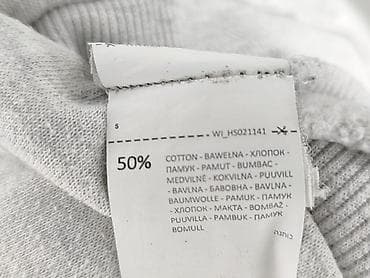 S
WI_HS021141
50% COTTON - BAWEŁNA - ХЛОПОК -
ПАМУК - PAMUT - BUMBAC -
MEDVILNĖ - KOKVILNA - PUUVILL
- BAVLNA - БАВОВНА - BAVLNA -
BAUMWOLLE - PAMUK - ПАМУК
- ХЛОПОК - МАКТА - ΒΑΜΒΑΞ -
PUUVILLA - PAMBUK - ПАМУК
BOMULL